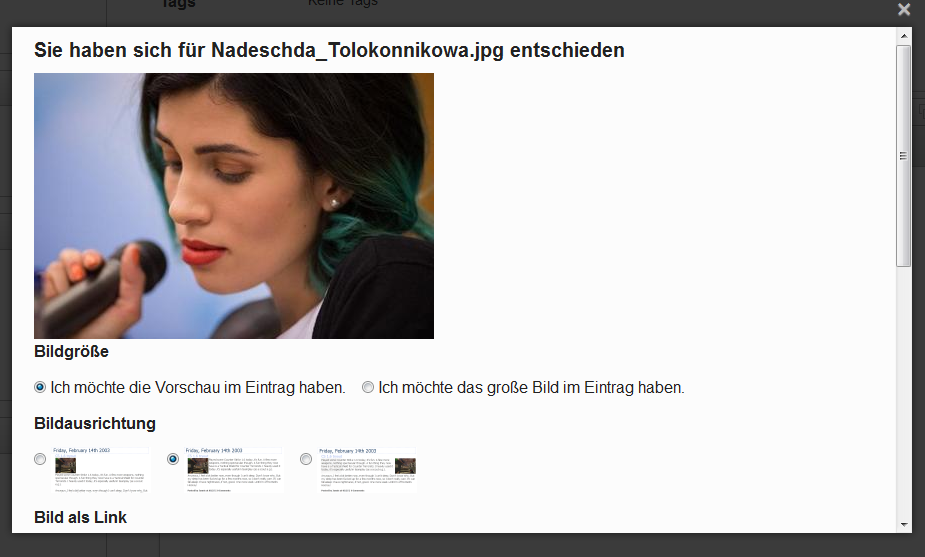 Tags
Keine Tags
Sie haben sich für Nadeschda_Tolokonnikowa.jpg entschieden
Bildgröße
Ich möchte die Vorschau im Eintrag haben. Ich möchte das große Bild im Eintrag haben.
Bildausrichtung
Friday, February 14th 2003 Friday, February 14th 2003 Friday, February 14th 2003
Bild als Link